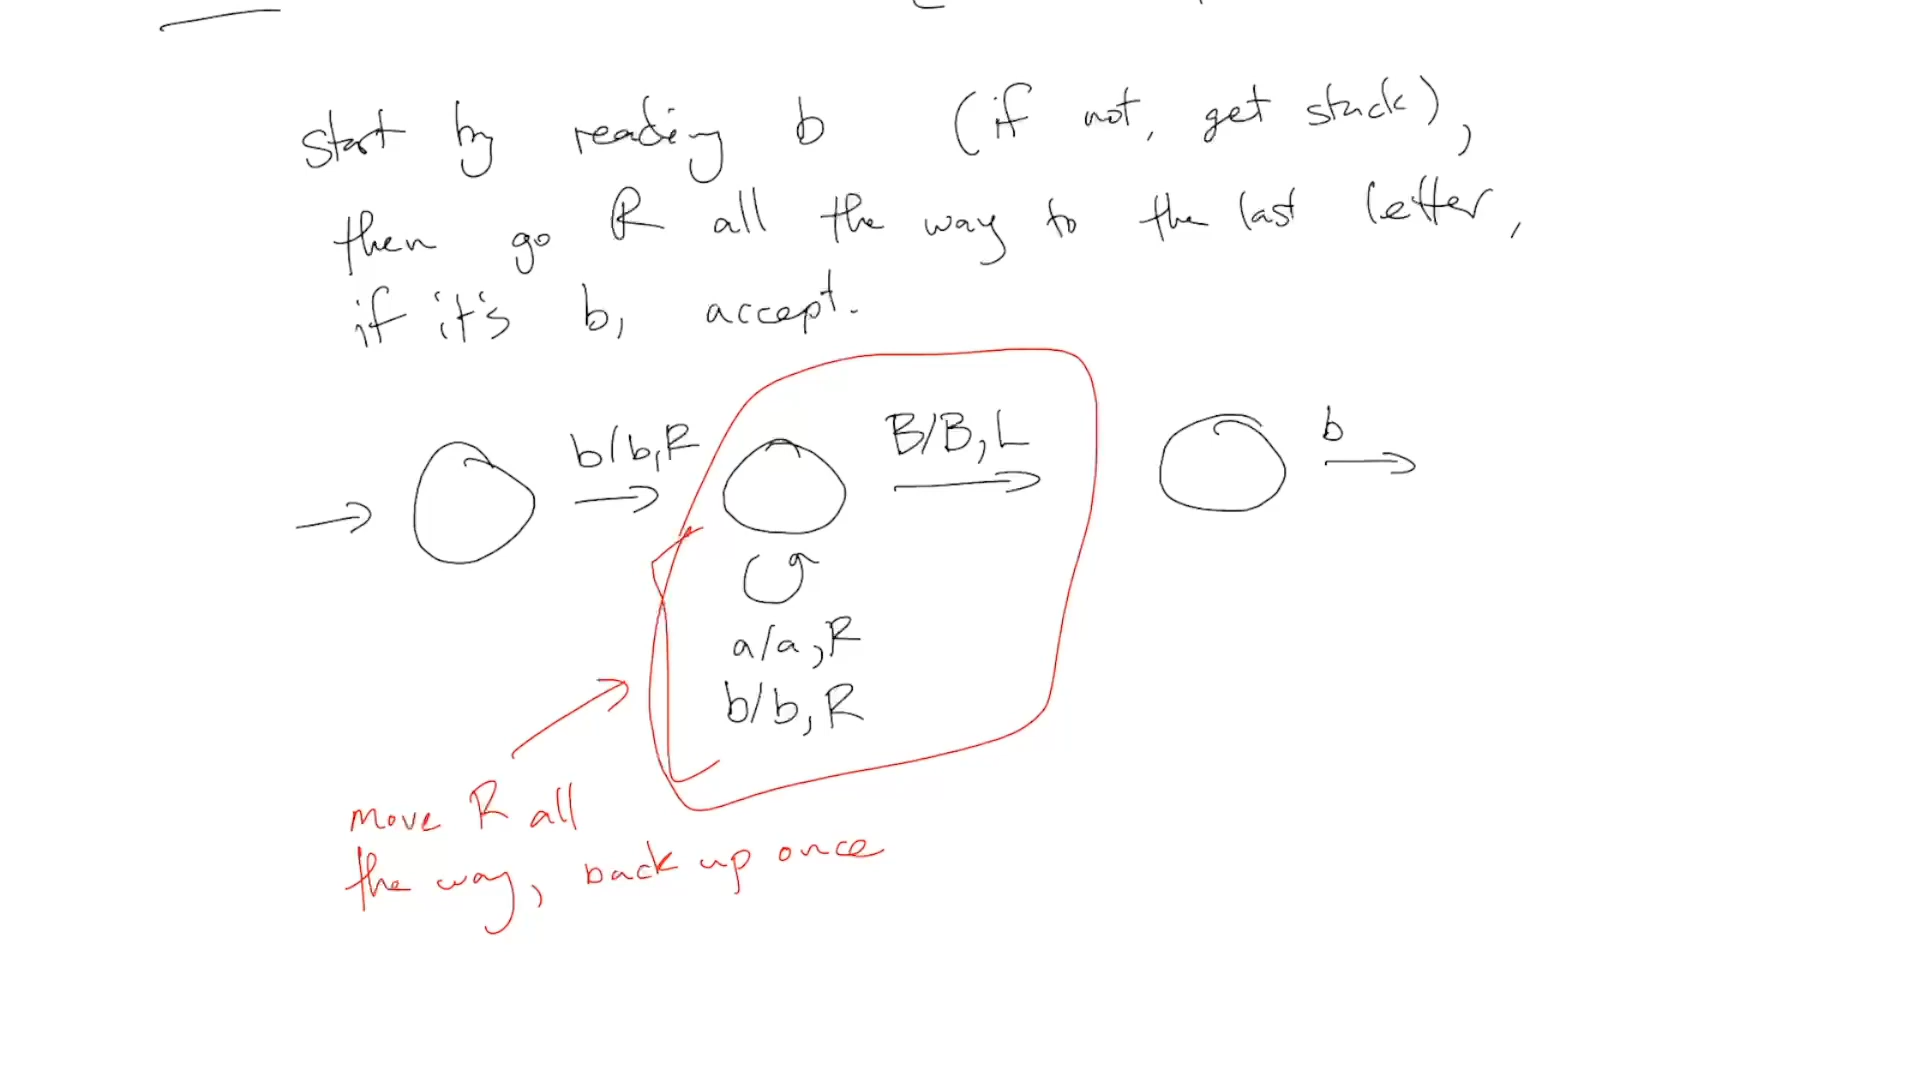 start by reading b (if not, get stuck),
then go R all the way to the last letter,
if it's b, accept.
b/b,R
B/B,L
b
a/a,R
b/b,R
move R all
the way, back up once